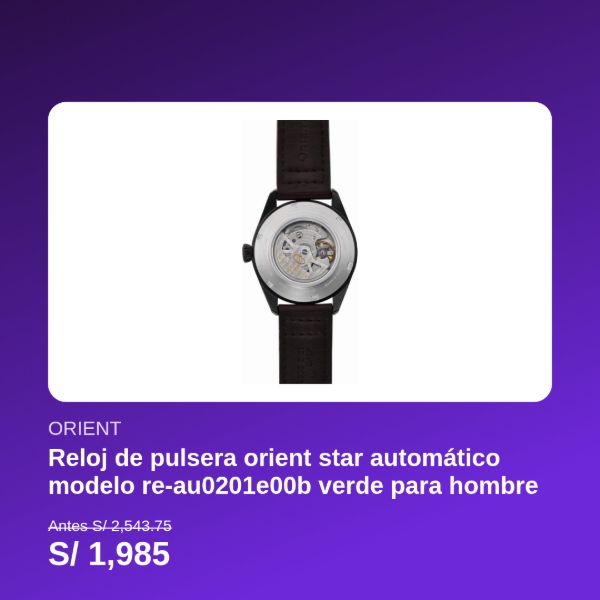 ORIENT
Reloj de pulsera orient star automático
modelo re-au0201e00b verde para hombre
Antes S/ 2,543.75
S/ 1,985